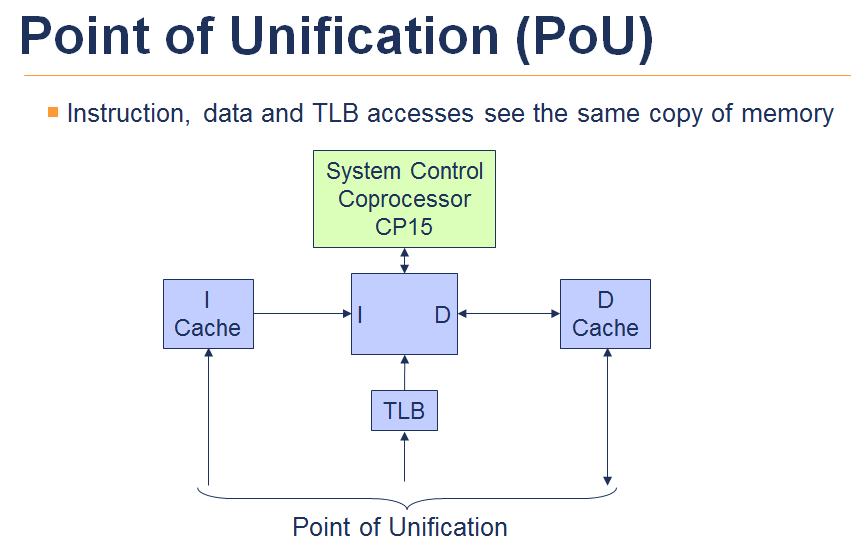 Point of Unification (PoU)
Instruction, data and TLB accesses see the same copy of memory
System Control
Coprocessor
CP15
I
Cache
I
D
D
Cache
TLB
Point of Unification